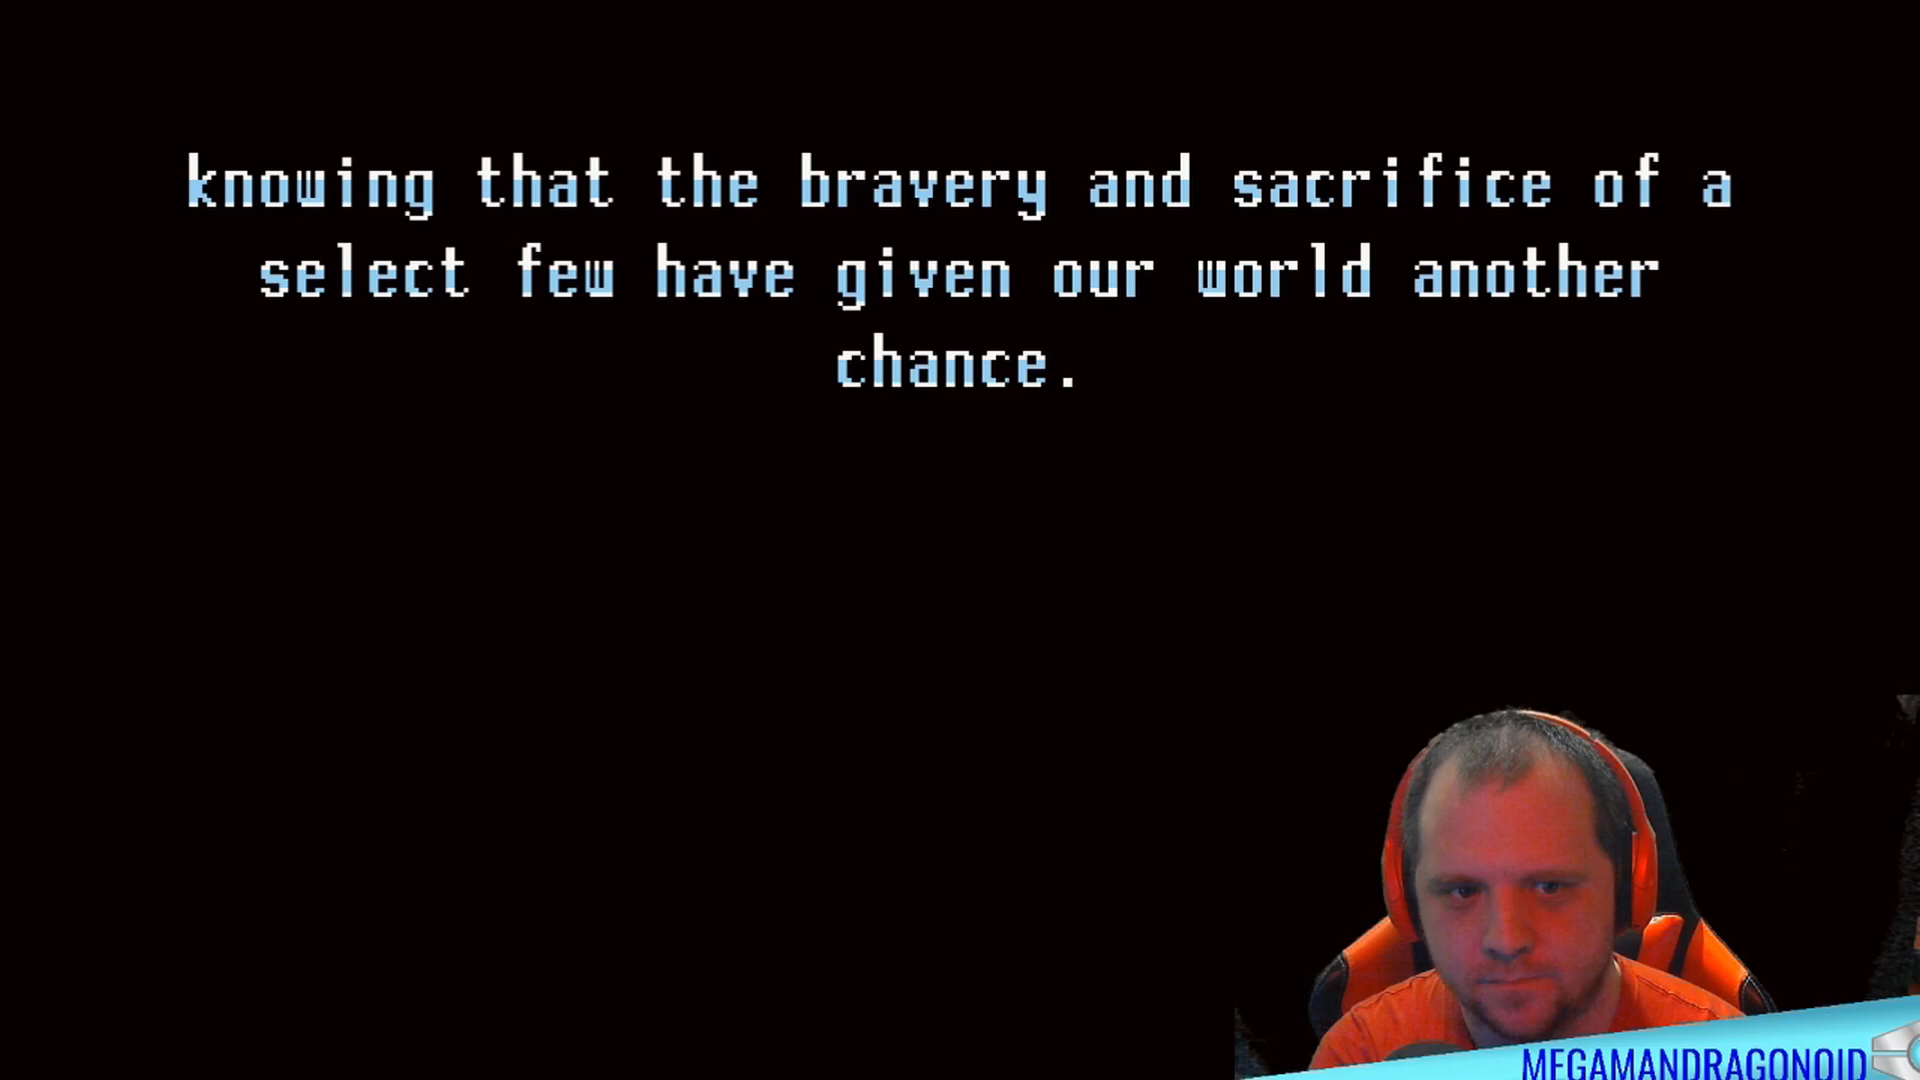 knowing that the bravery and sacrifice of a
select few have given our world another
chance.
MEGAMANDRAGONOID